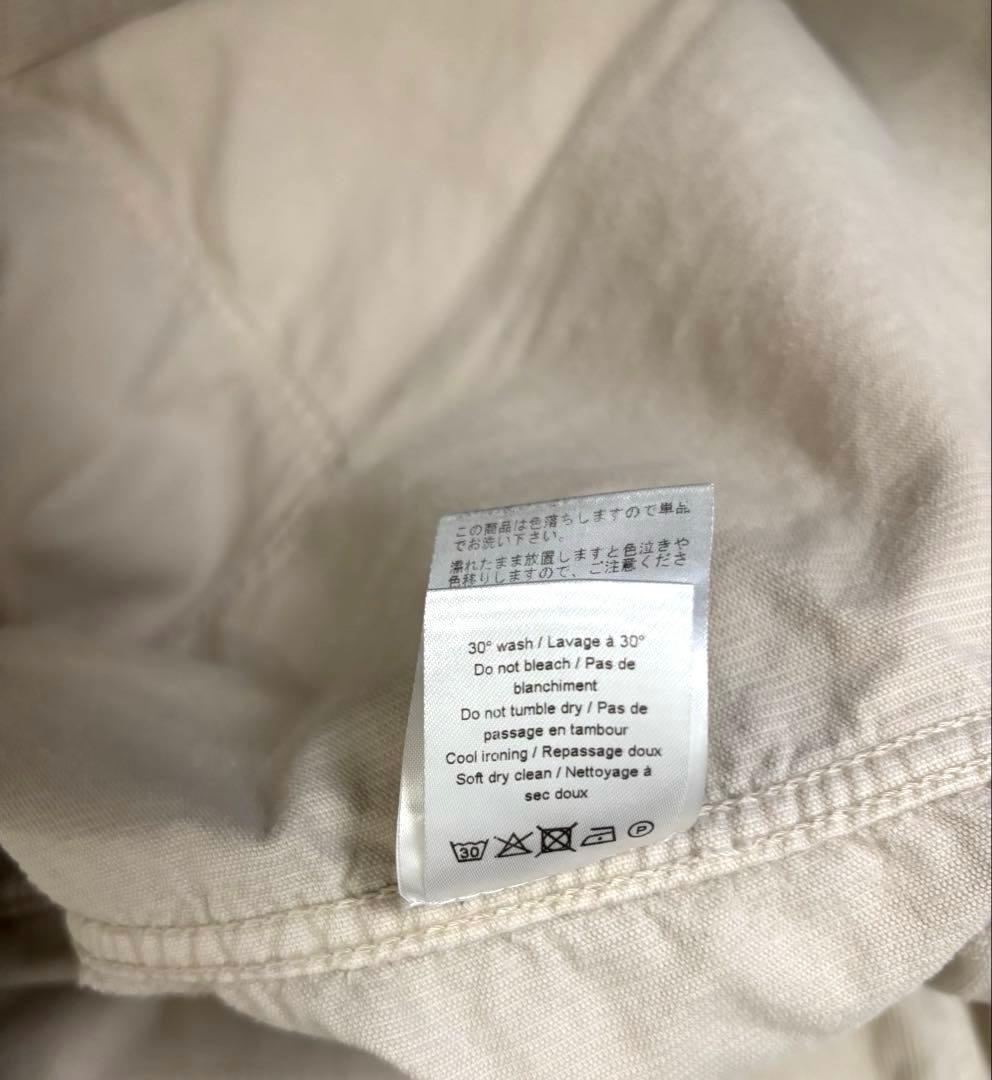 この商品は色落ちしますので単品
でお洗い下さい。
濡れたまま放置しますと色泣きや
色移りしますので、ご注意くださ
30° wash / Lavage à 30°
Do not bleach / Pas de
blanchiment
Do not tumble dry / Pas de
passage en tambour
Cool ironing / Repassage doux
Soft dry clean / Nettoyage à
sec doux
30
P